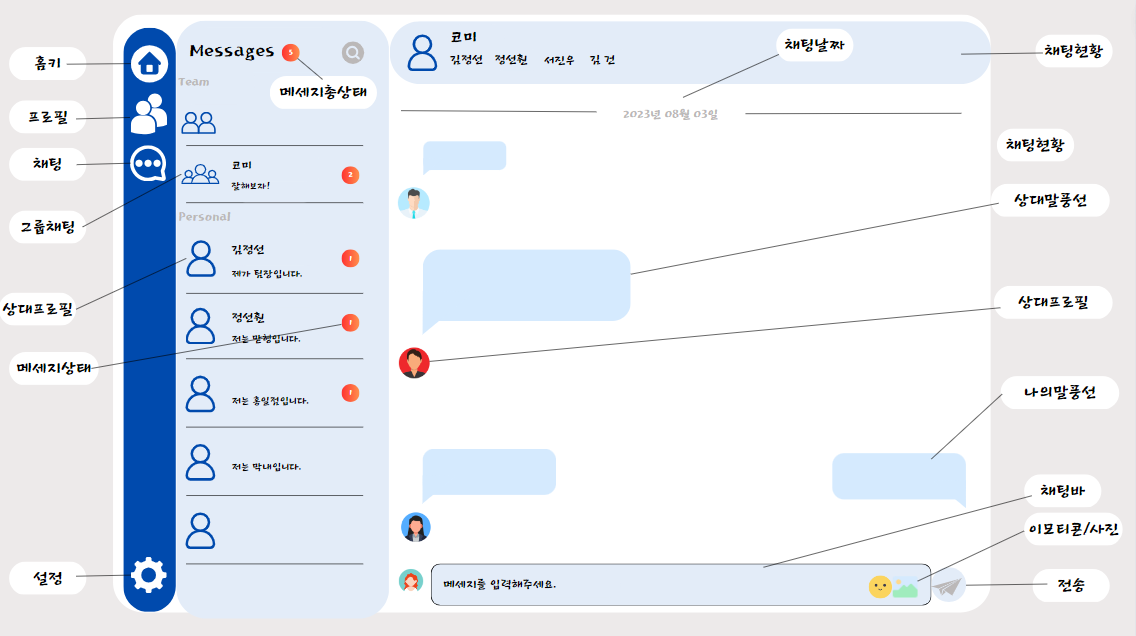 홈키
프로필
채팅
그룹채팅
상대프로필
메세지상태
설정
Messages 5
메세지총상태
Team
코미
잘해보자!
2
Personal
김정선
제가 팀장입니다.
1
정선훤
저는 맏형입니다.
1
저는 홍일점입니다.
1
저는 막내입니다.
코미
김정선 정선훤 서진우 김 건
채팅날짜
채팅현황
2023년 08월 03일
채팅현황
상대말풍선
상대프로필
나의말풍선
채팅바
이모티콘/사진
메세지를 입력해주세요.
전송